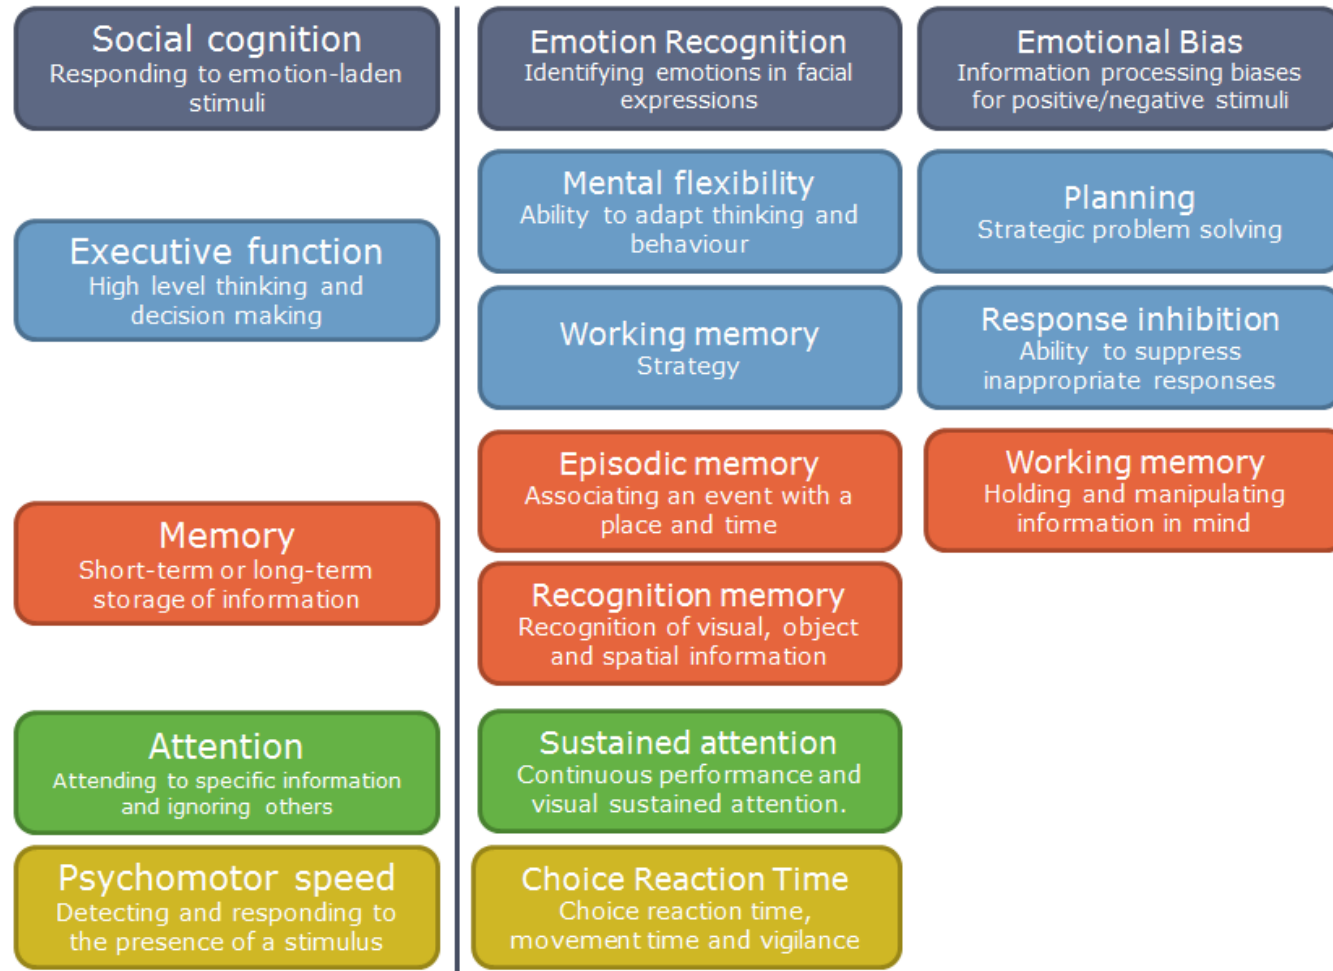 Social cognition
Responding to emotion-laden
stimuli
Emotion Recognition
Identifying emotions in facial
expressions
Emotional Bias
Information processing biases
for positive/negative stimuli
Executive function
High level thinking and
decision making
Mental flexibility
Ability to adapt thinking and
behaviour
Planning
Strategic problem solving
Working memory
Strategy
Response inhibition
Ability to suppress
inappropriate responses
Memory
Short-term or long-term
storage of information
Episodic memory
Associating an event with a
place and time
Working memory
Holding and manipulating
information in mind
Recognition memory
Recognition of visual, object
and spatial information
Attention
Attending to specific information
and ignoring others
Sustained attention
Continuous performance and
visual sustained attention.
Psychomotor speed
Detecting and responding to
the presence of a stimulus
Choice Reaction Time
Choice reaction time,
movement time and vigilance